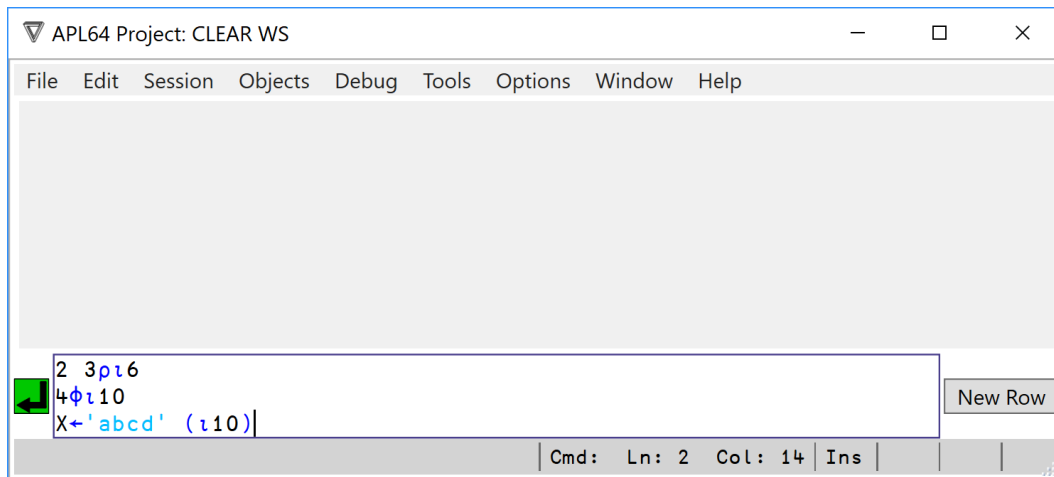 APL64 Project: CLEAR WS
File Edit Session Objects Debug Tools Options Window Help
2 3⍴⍳6
4⌽⍳10
X←'abcd' (⍳10)
New Row
Cmd: Ln: 2 Col: 14 Ins